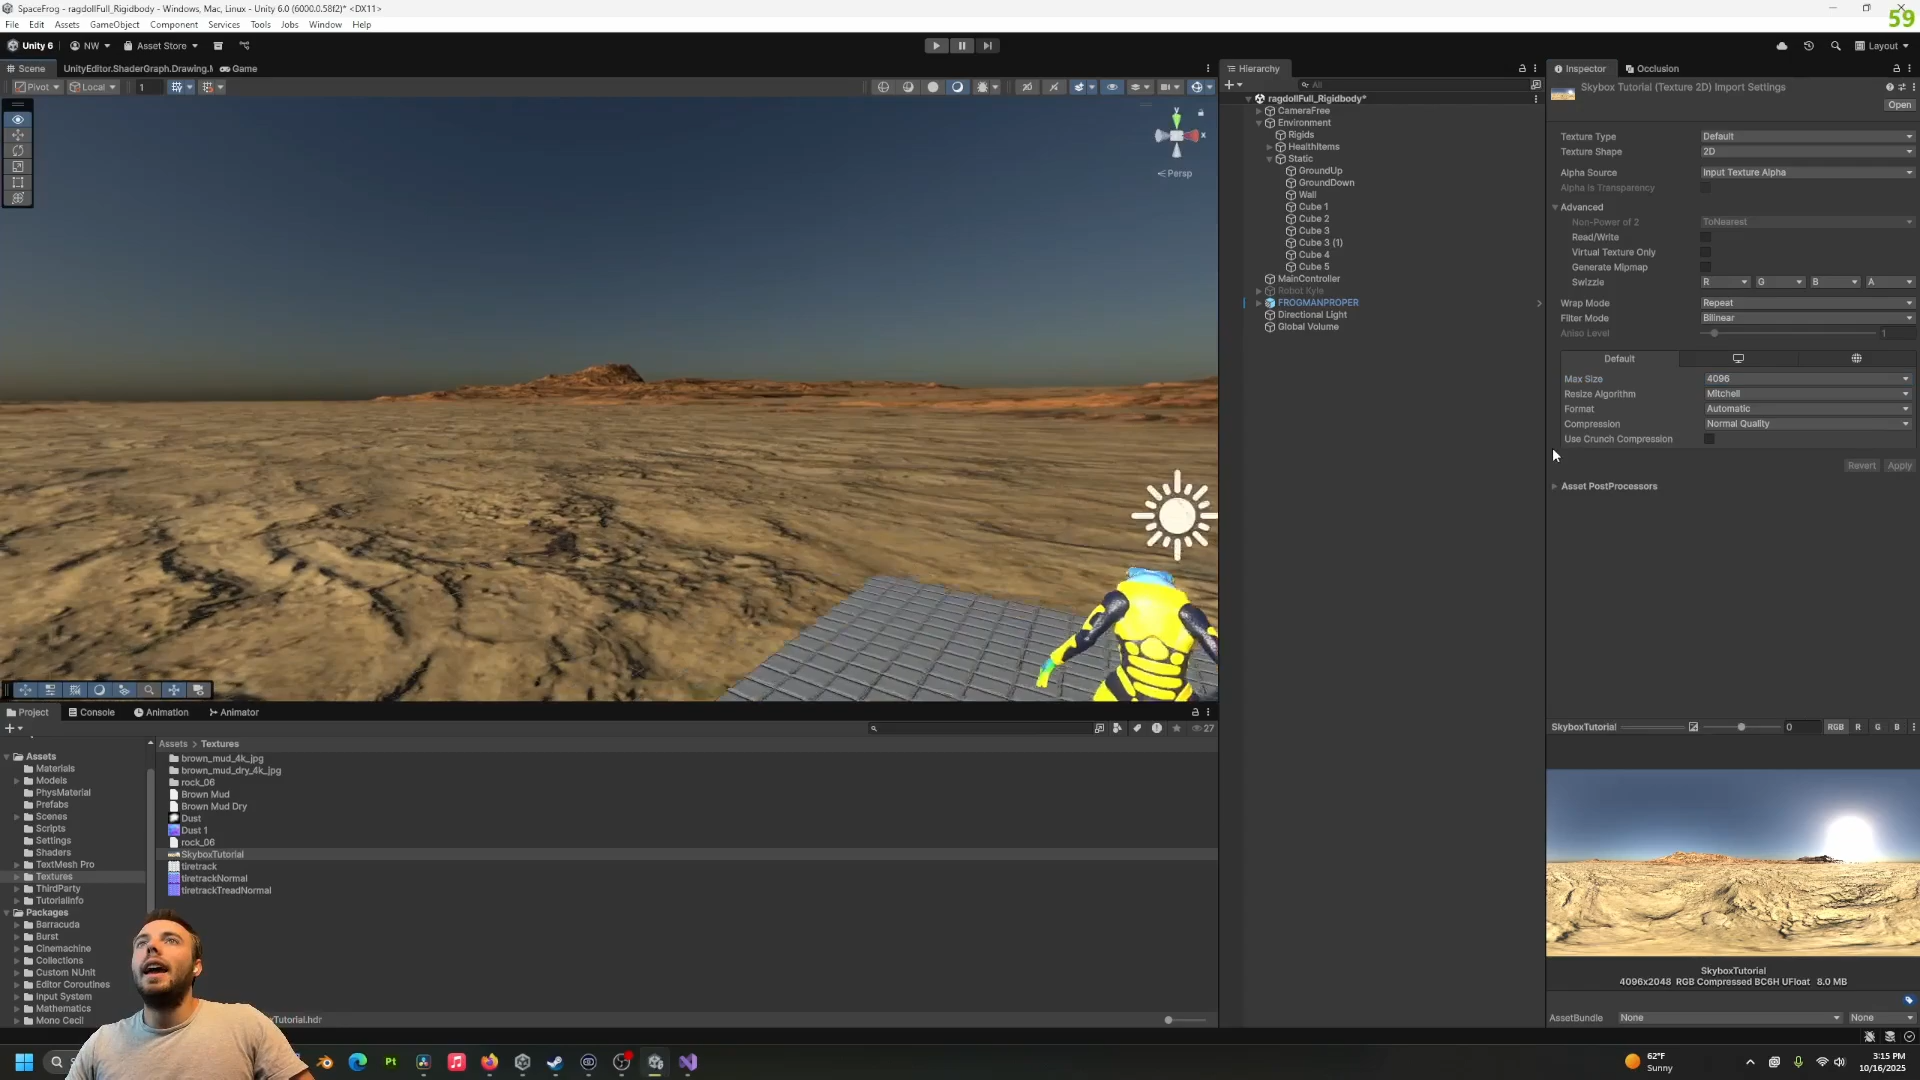 SpaceFrog - ragdollFull_Rigidbody - Windows, Mac, Linux - Unity 6.0 (6000.0.58f2)* <DX11>
59
File Edit Assets GameObject Component Services Tools Jobs Window Help
Unity 6 NW Asset Store Layout
Scene UnityEditor.ShaderGraph.Drawing.M Game
Pivot Local 1
y
x
Persp
Hierarchy
All
ragdollFull_Rigidbody*
CameraFree
Environment
Rigids
HealthItems
Static
GroundUp
GroundDown
Wall
Cube 1
Cube 2
Cube 3
Cube 3 (1)
Cube 4
Cube 5
MainController
Robot Kyle
FROGMANPROPER
Directional Light
Global Volume
Inspector Occlusion
Skybox Tutorial (Texture 2D) Import Settings
Open
Texture Type Default
Texture Shape 2D
Alpha Source Input Texture Alpha
Alpha Is Transparency
Advanced
Non-Power of 2 ToNearest
Read/Write
Virtual Texture Only
Generate Mipmap
Swizzle R G B A
Wrap Mode Repeat
Filter Mode Bilinear
Aniso Level 1
Default
Max Size 4096
Resize Algorithm Mitchell
Format Automatic
Compression Normal Quality
Use Crunch Compression
Revert Apply
Asset PostProcessors
SkyboxTutorial 0 RGB R G B
SkyboxTutorial
4096x2048 RGB Compressed BC6H UFloat 8.0 MB
AssetBundle None None
Project Console Animation Animator
27
Assets
Materials
Models
PhysMaterial
Prefabs
Scenes
Scripts
Settings
Shaders
TextMesh Pro
Textures
ThirdParty
TutorialInfo
Packages
Barracuda
Burst
Cinemachine
Collections
Custom NUnit
Editor Coroutines
Input System
Mathematics
Mono Cecil
Assets > Textures
brown_mud_4k_jpg
brown_mud_dry_4k_jpg
rock_06
Brown Mud
Brown Mud Dry
Dust
Dust 1
rock_06
SkyboxTutorial
tiretrack
tiretrackNormal
tiretrackTreadNormal
xTutorial.hdr
Pt
62°F
Sunny
3:15 PM
10/16/2025